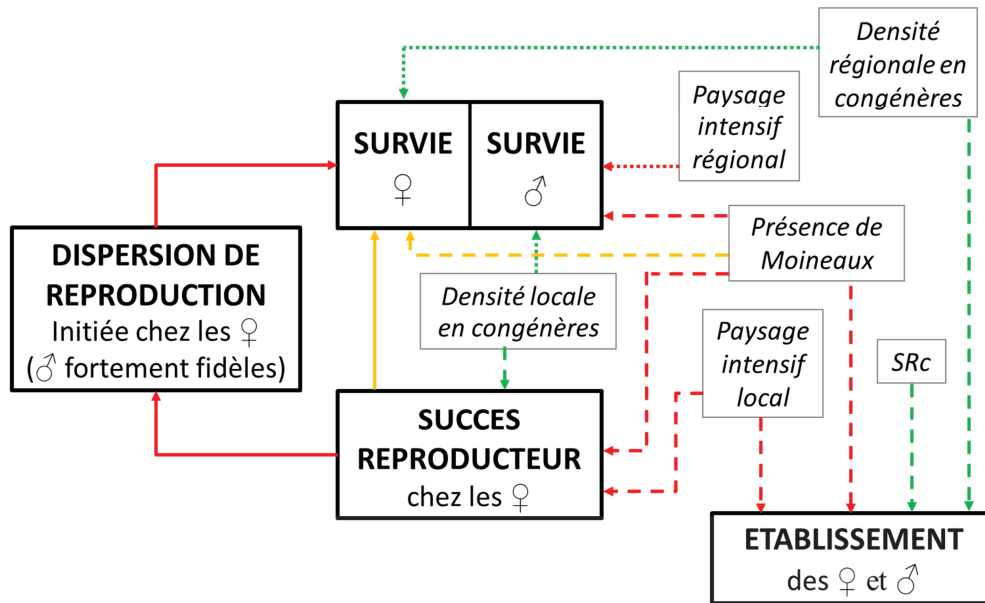 Densité
régionale en
congénères
Paysage
intensif
régional
SURVIE
♀
SURVIE
♂
DISPERSION DE
REPRODUCTION
Initiée chez les ♀
(♂ fortement fidèles)
Présence de
Moineaux
Densité locale
en congénères
Paysage
intensif
local
SRc
SUCCES
REPRODUCTEUR
chez les ♀
ETABLISSEMENT
des ♀ et ♂